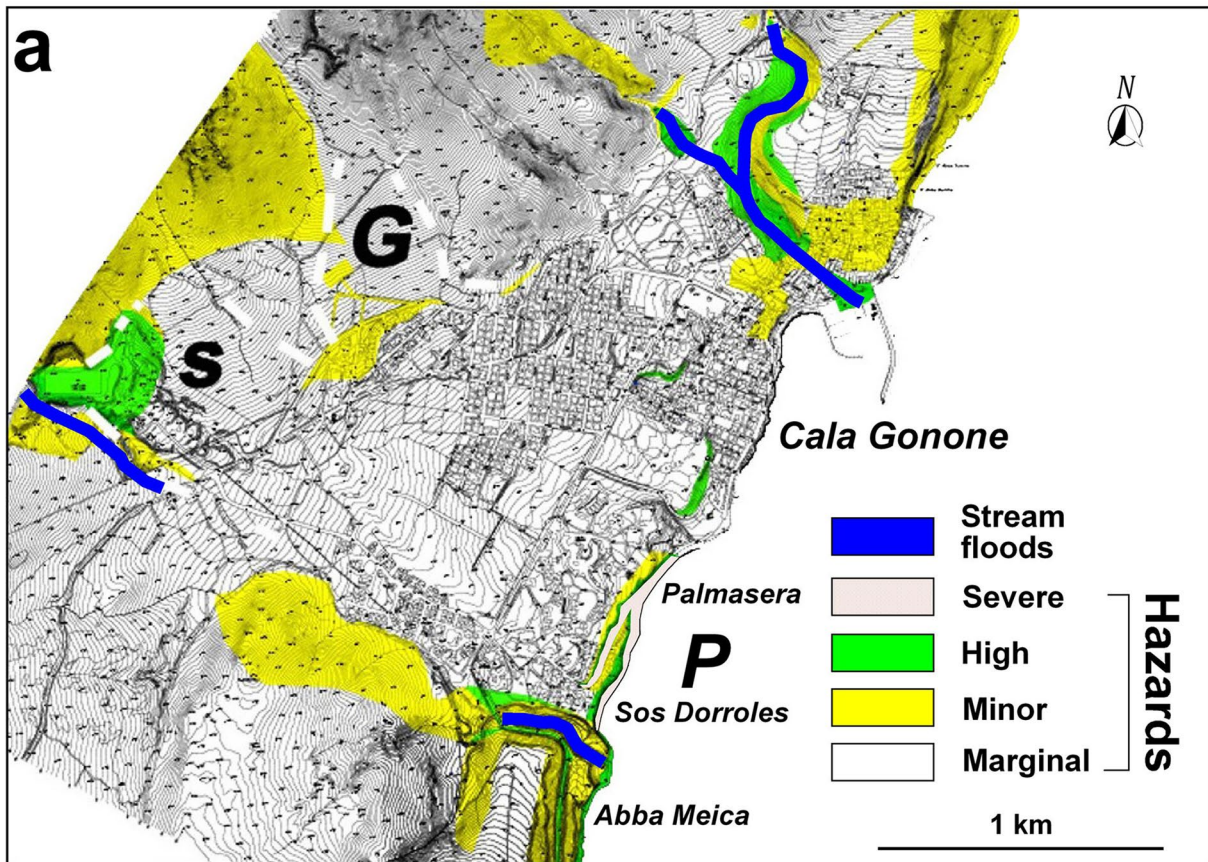 a
N
G
s
Cala Gonone
Stream
floods
Palmasera
Severe
P
High
Sos Dorroles
Minor
Marginal
Hazards
Abba Meica
1 km